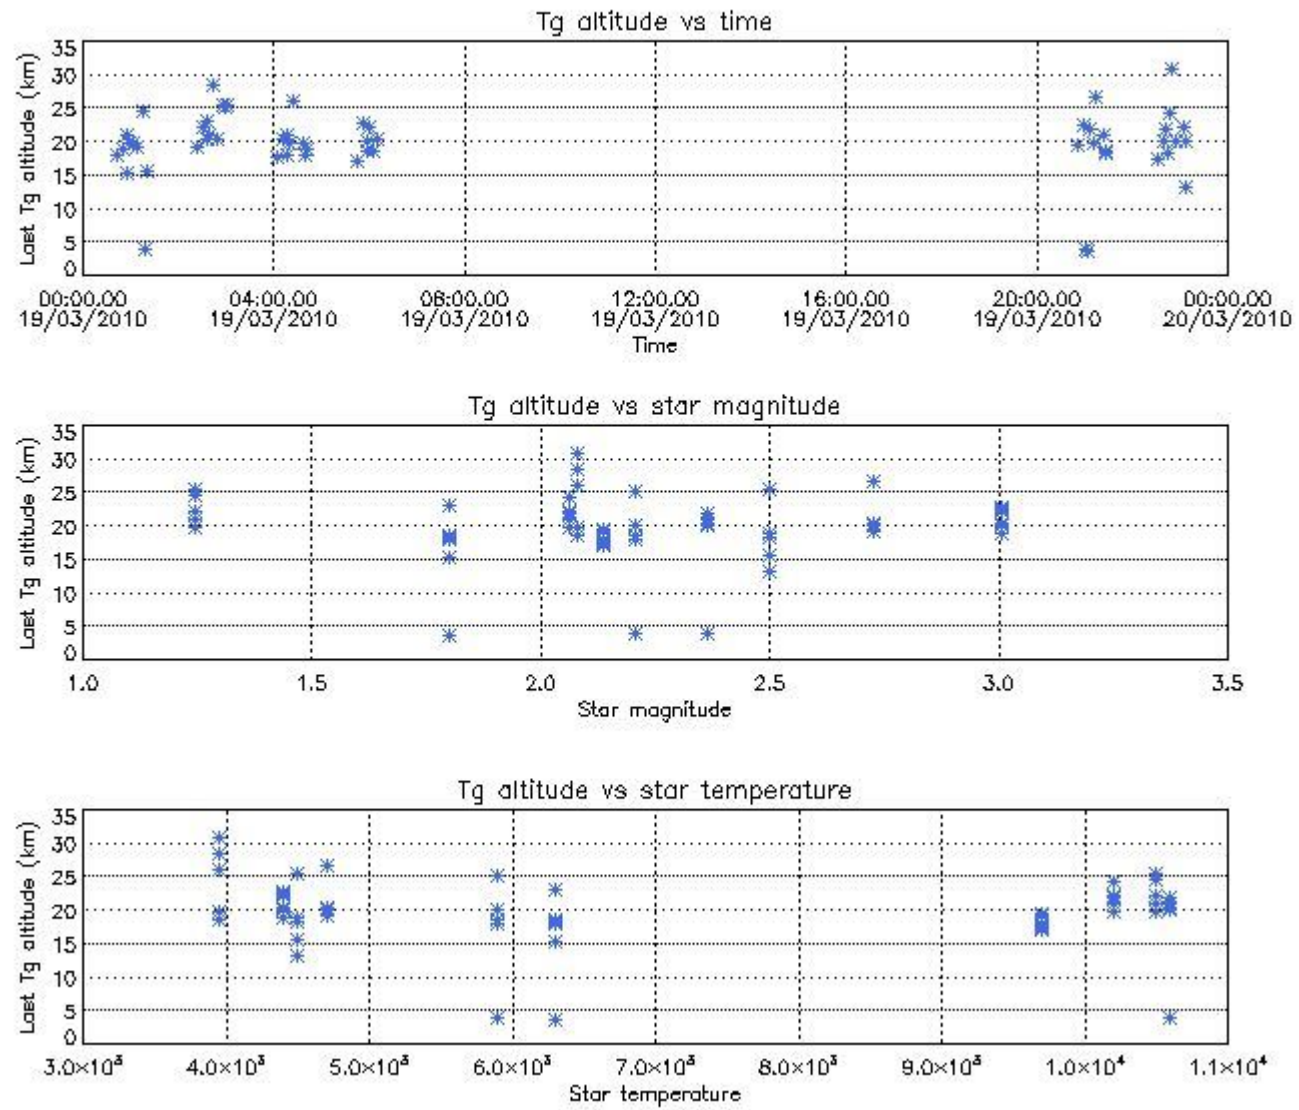 Tg altitude vs time
Last Tg altitude (km)
35
30
25
20
15
10
5
0
00:00.00 04:00.00 08:00.00 12:00.00 16:00.00 20:00.00 00:00.00
19/03/2010 19/03/2010 19/03/2010 19/03/2010 19/03/2010 19/03/2010 20/03/2010
Time
Tg altitude vs star magnitude
Last Tg altitude (km)
35
30
25
20
15
10
5
0
1.0 1.5 2.0 2.5 3.0 3.5
Star magnitude
Tg altitude vs star temperature
Last Tg altitude (km)
35
30
25
20
15
10
5
0
3.0×10³ 4.0×10³ 5.0×10³ 6.0×10³ 7.0×10³ 8.0×10³ 9.0×10³ 1.0×10⁴ 1.1×10⁴
Star temperature